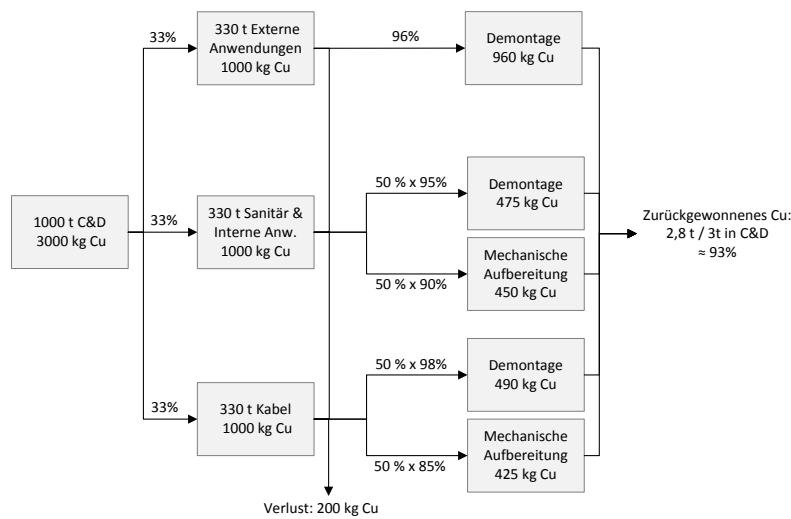 33%
330 t Externe
Anwendungen
1000 kg Cu
96%
Demontage
960 kg Cu
1000 t C&D
3000 kg Cu
33%
330 t Sanitär &
Interne Anw.
1000 kg Cu
50 % x 95%
Demontage
475 kg Cu
50 % x 90%
Mechanische
Aufbereitung
450 kg Cu
Zurückgewonnenes Cu:
2,8 t / 3t in C&D
≈ 93%
33%
330 t Kabel
1000 kg Cu
50 % x 98%
Demontage
490 kg Cu
50 % x 85%
Mechanische
Aufbereitung
425 kg Cu
Verlust: 200 kg Cu